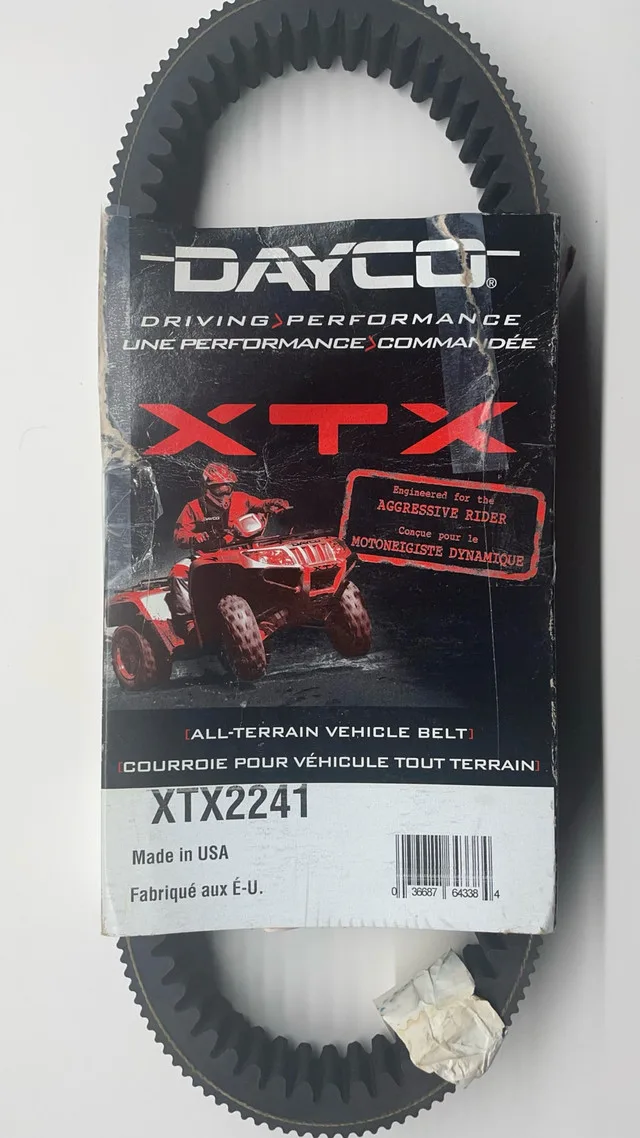 DAYCO®
DRIVING>PERFORMANCE
UNE PERFORMANCE>COMMANDÉE
XTX
Engineered for the
AGGRESSIVE RIDER
Conçue pour le
MOTONEIGISTE DYNAMIQUE
[ALL-TERRAIN VEHICLE BELT]
[COURROIE POUR VÉHICULE TOUT TERRAIN]
XTX2241
Made in USA
Fabriqué aux É-U.
0 36687 64338 4